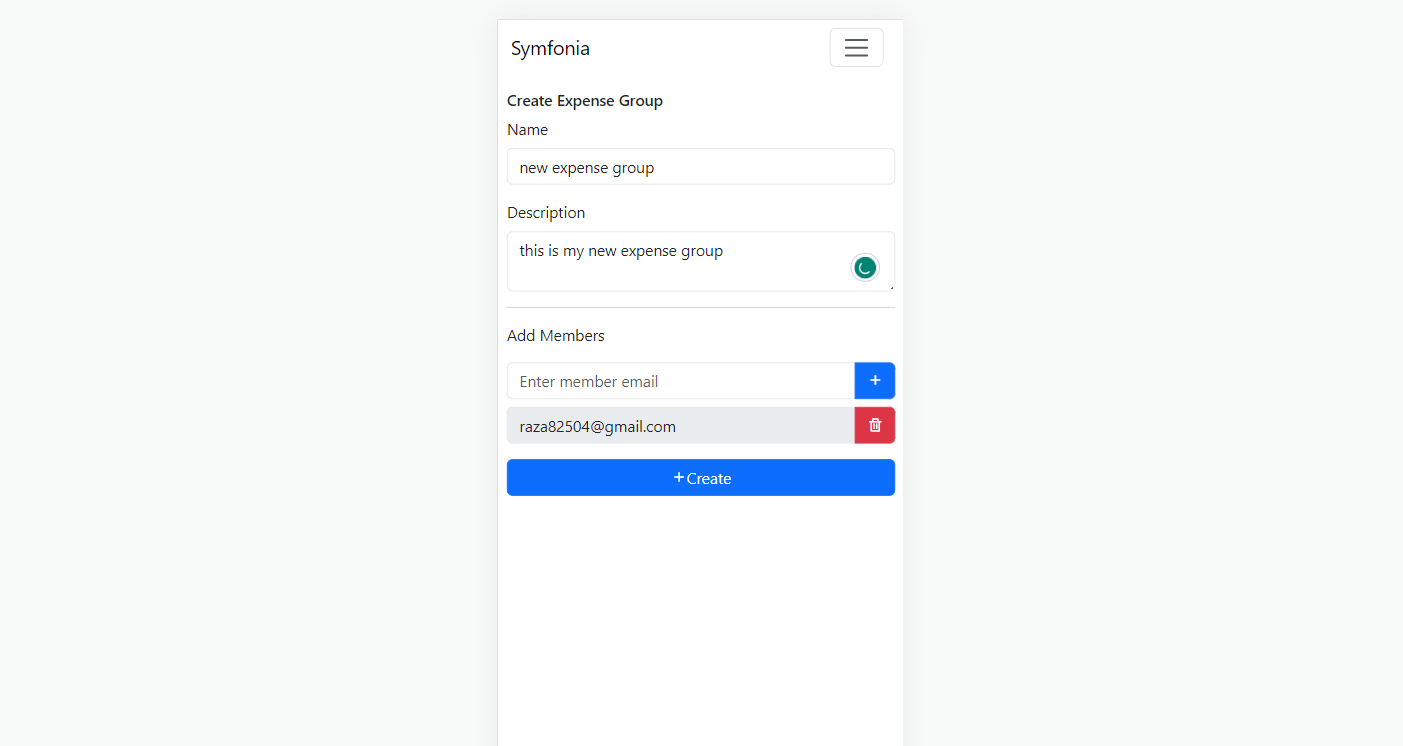 Symfonia
Create Expense Group
Name
new expense group
Description
this is my new expense group
Add Members
Enter member email
+
raza82504@gmail.com
+Create